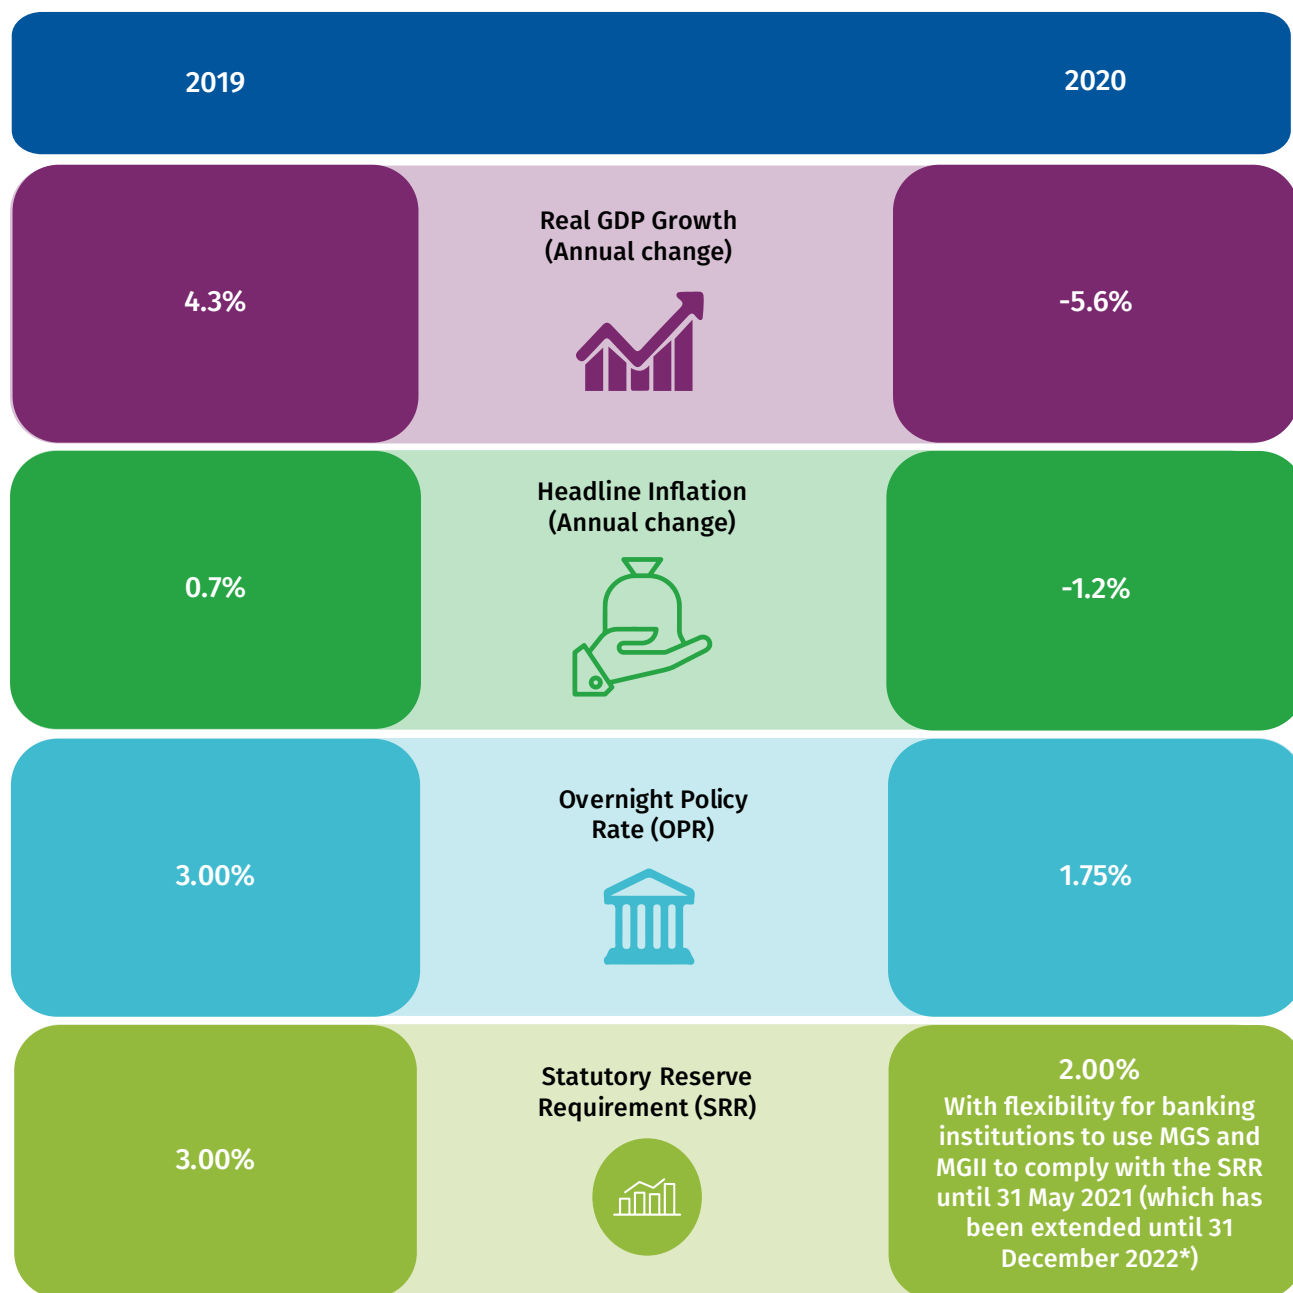 2019
2020
Real GDP Growth
(Annual change)
4.3%
-5.6%
Headline Inflation
(Annual change)
0.7%
-1.2%
Overnight Policy
Rate (OPR)
3.00%
1.75%
Statutory Reserve
Requirement (SRR)
3.00%
2.00%
With flexibility for banking
institutions to use MGS and
MGII to comply with the SRR
until 31 May 2021 (which has
been extended until 31
December 2022*)